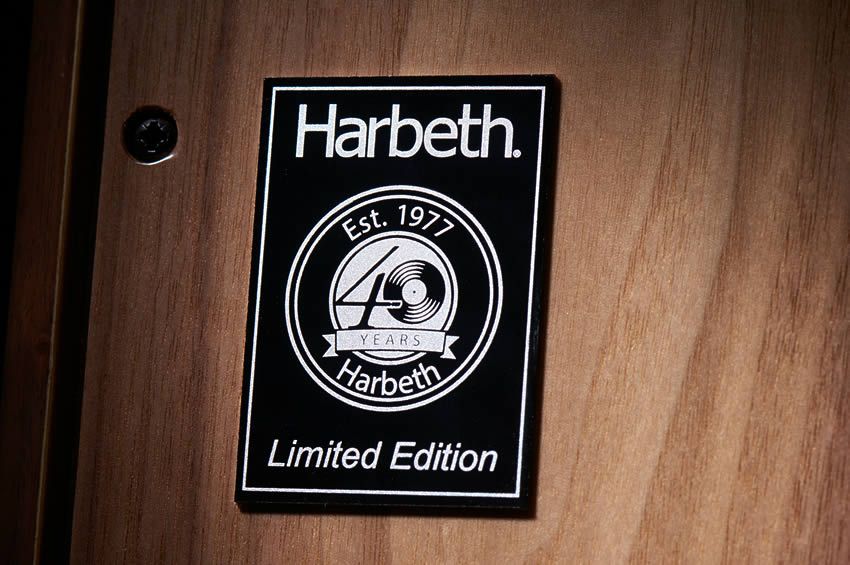 Harbeth®
Est. 1977
40
YEARS
Harbeth
Limited Edition